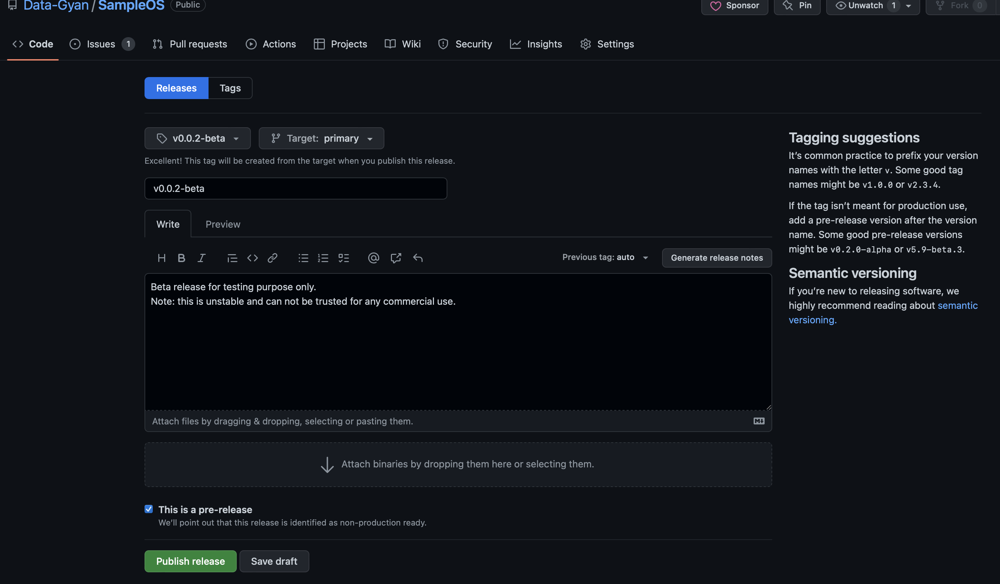 Data-Gyan / SampleOS Public Sponsor Pin Unwatch 1 Fork 0
Code Issues 1 Pull requests Actions Projects Wiki Security Insights Settings
Releases Tags
v0.0.2-beta Target: primary
Excellent! This tag will be created from the target when you publish this release.
v0.0.2-beta
Write Preview
Previous tag: auto Generate release notes
Beta release for testing purpose only.
Note: this is unstable and can not be trusted for any commercial use.
Attach files by dragging & dropping, selecting or pasting them.
Attach binaries by dropping them here or selecting them.
This is a pre-release
We’ll point out that this release is identified as non-production ready.
Publish release Save draft
Tagging suggestions
It’s common practice to prefix your version
names with the letter v. Some good tag
names might be v1.0.0 or v2.3.4.
If the tag isn’t meant for production use,
add a pre-release version after the version
name. Some good pre-release versions
might be v0.2.0-alpha or v5.9-beta.3.
Semantic versioning
If you’re new to releasing software, we
highly recommend reading about semantic
versioning.